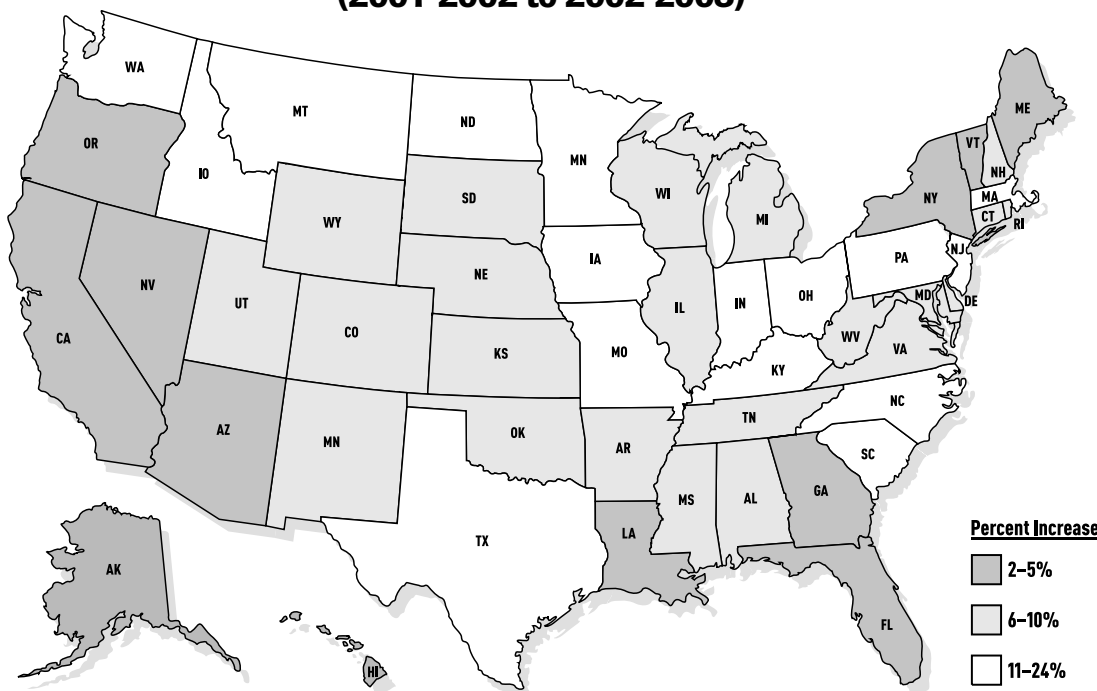 (2001-2002 to 2002-2003)
WA
MT
ND
MN
ME
OR
VT
IO
NH
NY
MA
SD
WI
WY
MI
CT
RI
IA
PA
NJ
NE
NV
UT
IL
IN
OH
MD
DE
CA
CO
WV
KS
MO
VA
KY
NC
AZ
MN
OK
TN
AR
SC
MS
AL
GA
LA
TX
Percent Increase
AK
2–5%
6–10%
FL
HI
11–24%